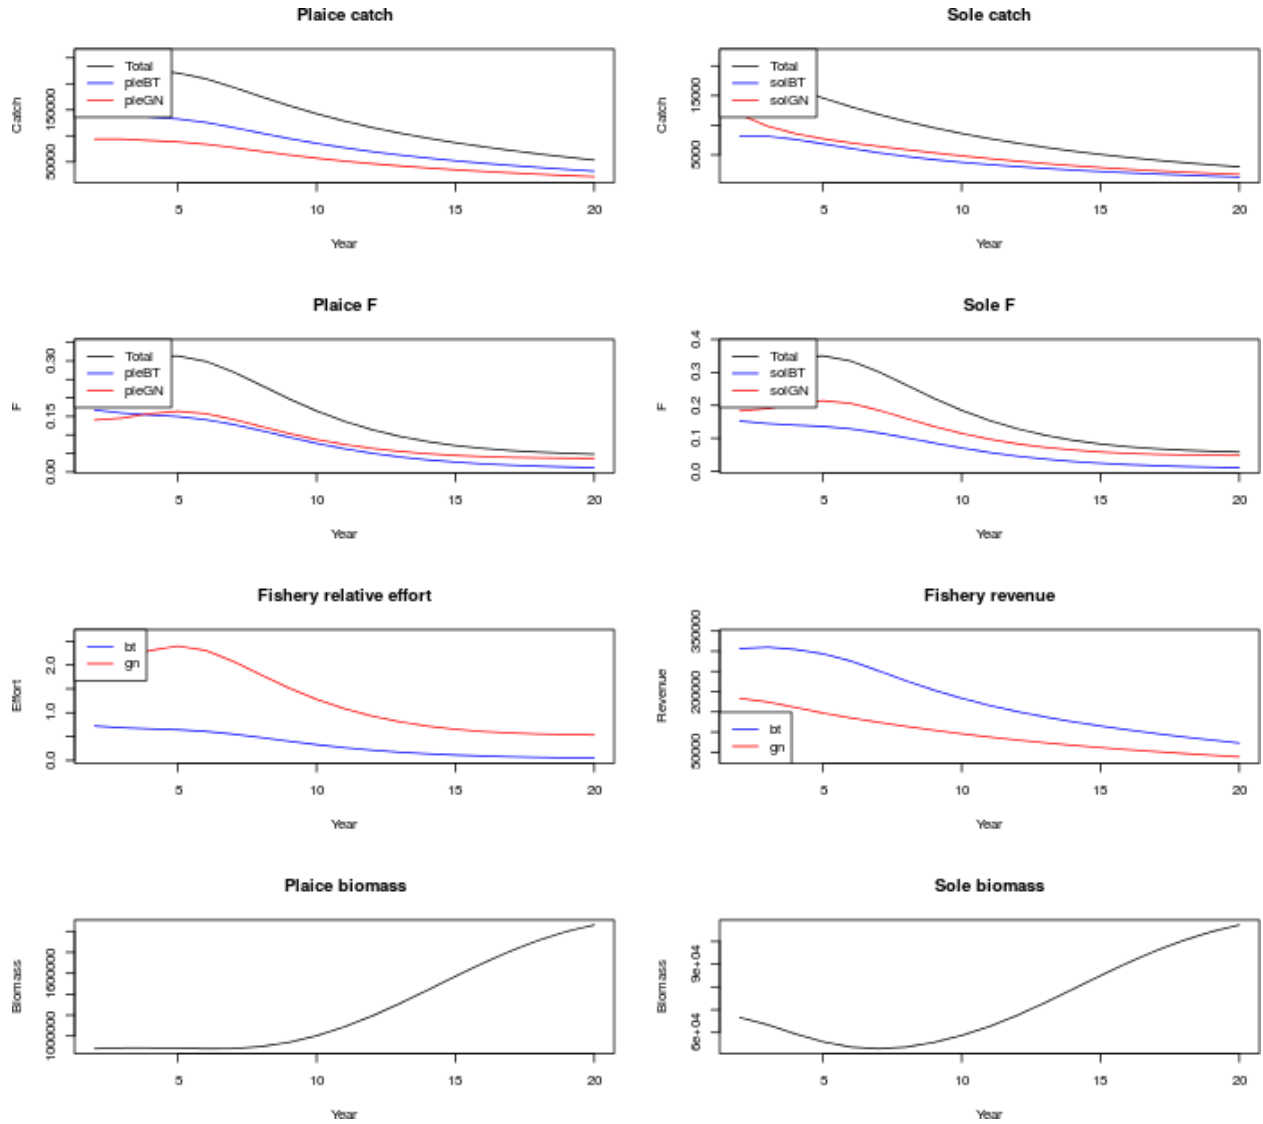 Plaice catch
Total
pleBT
pleGN
Catch
50000
150000
5
10
15
20
Year
Sole catch
Total
solBT
solGN
Catch
5000
15000
5
10
15
20
Year
Plaice F
Total
pleBT
pleGN
F
0.00
0.15
0.30
5
10
15
20
Year
Sole F
Total
solBT
solGN
F
0.0
0.1
0.2
0.3
0.4
5
10
15
20
Year
Fishery relative effort
bt
gn
Effort
0.0
1.0
2.0
5
10
15
20
Year
Fishery revenue
bt
gn
Revenue
50000
200000
350000
5
10
15
20
Year
Plaice biomass
Biomass
1000000
1600000
5
10
15
20
Year
Sole biomass
Biomass
6e+04
9e+04
5
10
15
20
Year